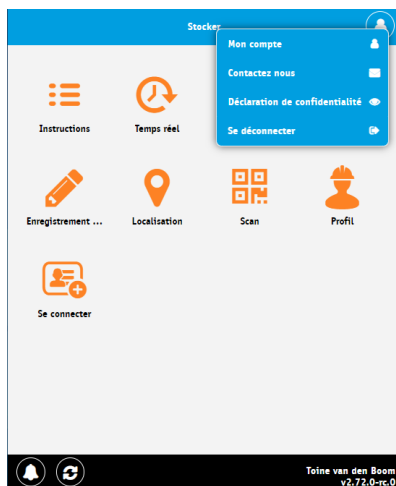 Stocker
Mon compte
Contactez nous
Déclaration de confidentialité
Se déconnecter
Instructions
Temps réel
Enregistrement ...
Localisation
Scan
Profil
Se connecter
Toine van den Boom
v2.72.0-rc.0